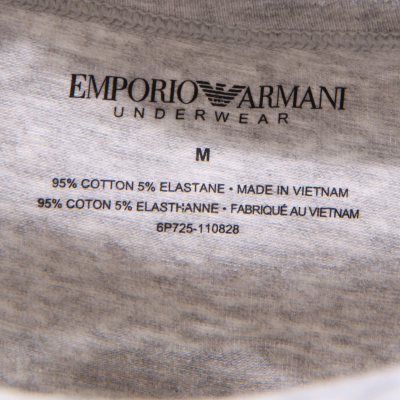 EMPORIO ARMANI
UNDERWEAR
M
95% COTTON 5% ELASTANE • MADE IN VIETNAM
95% COTON 5% ELASTHANNE • FABRIQUÉ AU VIETNAM
6P725-110828